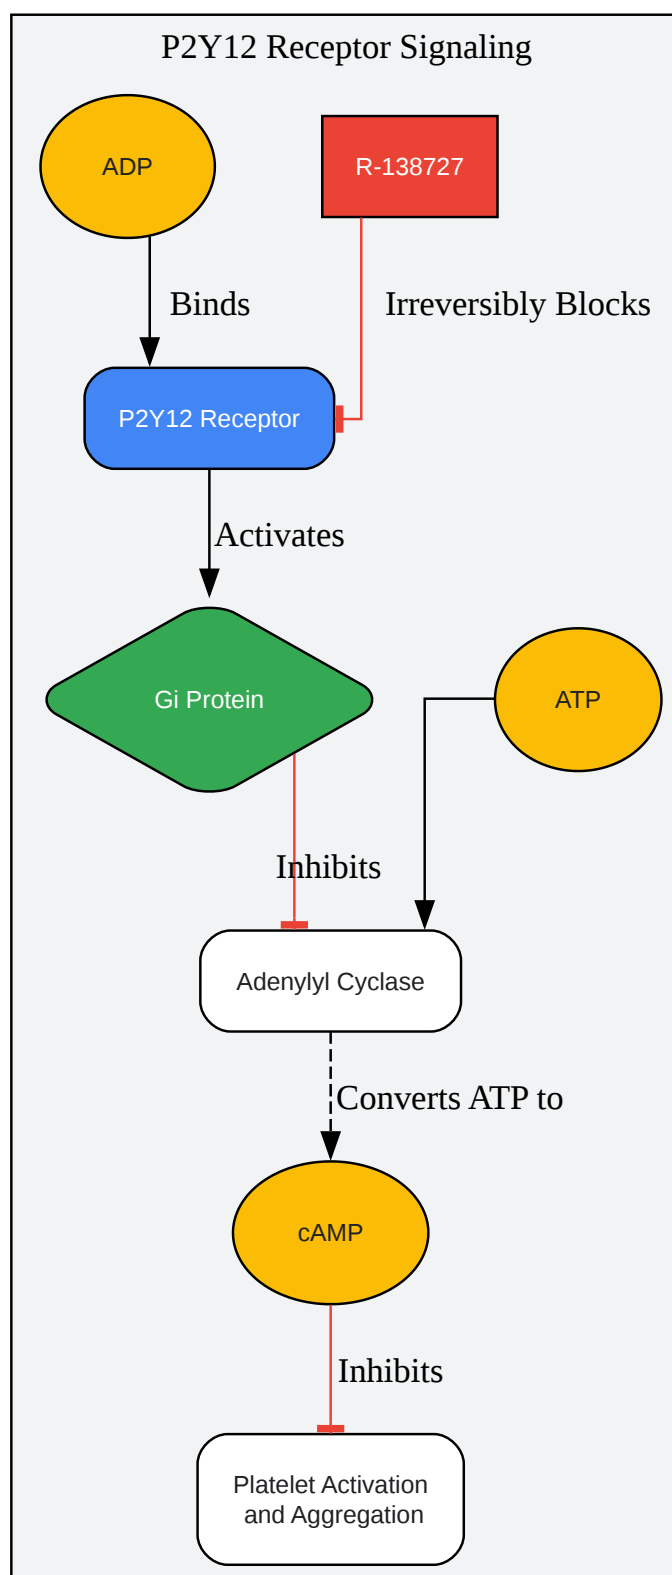 P2Y12 Receptor Signaling
ADP
R-138727
Binds
Irreversibly Blocks
P2Y12 Receptor
Activates
Gi Protein
ATP
Inhibits
Adenylyl Cyclase
Converts ATP to
cAMP
Inhibits
Platelet Activation
and Aggregation